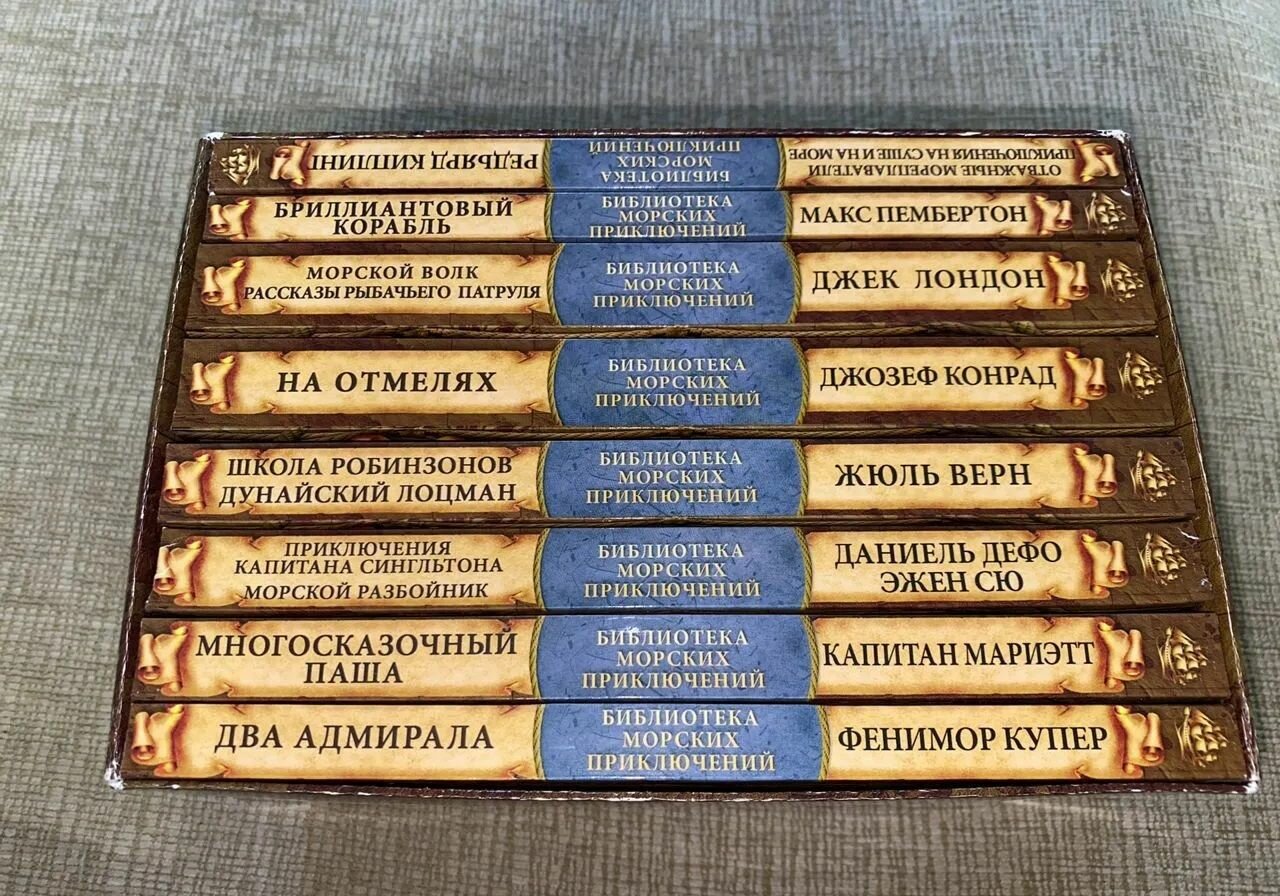 РЕДЬЯРД КИПЛИНГ
БИБЛИОТЕКА
МОРСКИХ
ПРИКЛЮЧЕНИЙ
ОТВАЖНЫЕ МОРЕПЛАВАТЕЛИ
ПРИКЛЮЧЕНИЯ НА СУШЕ И НА МОРЕ
БРИЛЛИАНТОВЫЙ
КОРАБЛЬ
БИБЛИОТЕКА
МОРСКИХ
ПРИКЛЮЧЕНИЙ
МАКС ПЕМБЕРТОН
МОРСКОЙ ВОЛК
РАССКАЗЫ РЫБАЧЬЕГО ПАТРУЛЯ
БИБЛИОТЕКА
МОРСКИХ
ПРИКЛЮЧЕНИЙ
ДЖЕК ЛОНДОН
НА ОТМЕЛЯХ
БИБЛИОТЕКА
МОРСКИХ
ПРИКЛЮЧЕНИЙ
ДЖОЗЕФ КОНРАД
ШКОЛА РОБИНЗОНОВ
ДУНАЙСКИЙ ЛОЦМАН
БИБЛИОТЕКА
МОРСКИХ
ПРИКЛЮЧЕНИЙ
ЖЮЛЬ ВЕРН
ПРИКЛЮЧЕНИЯ
КАПИТАНА СИНГЛЬТОНА
МОРСКОЙ РАЗБОЙНИК
БИБЛИОТЕКА
МОРСКИХ
ПРИКЛЮЧЕНИЙ
ДАНИЕЛЬ ДЕФО
ЭЖЕН СЮ
МНОГОСКАЗОЧНЫЙ
ПАША
БИБЛИОТЕКА
МОРСКИХ
ПРИКЛЮЧЕНИЙ
КАПИТАН МАРИЭТТ
ДВА АДМИРАЛА
БИБЛИОТЕКА
МОРСКИХ
ПРИКЛЮЧЕНИЙ
ФЕНИМОР КУПЕР